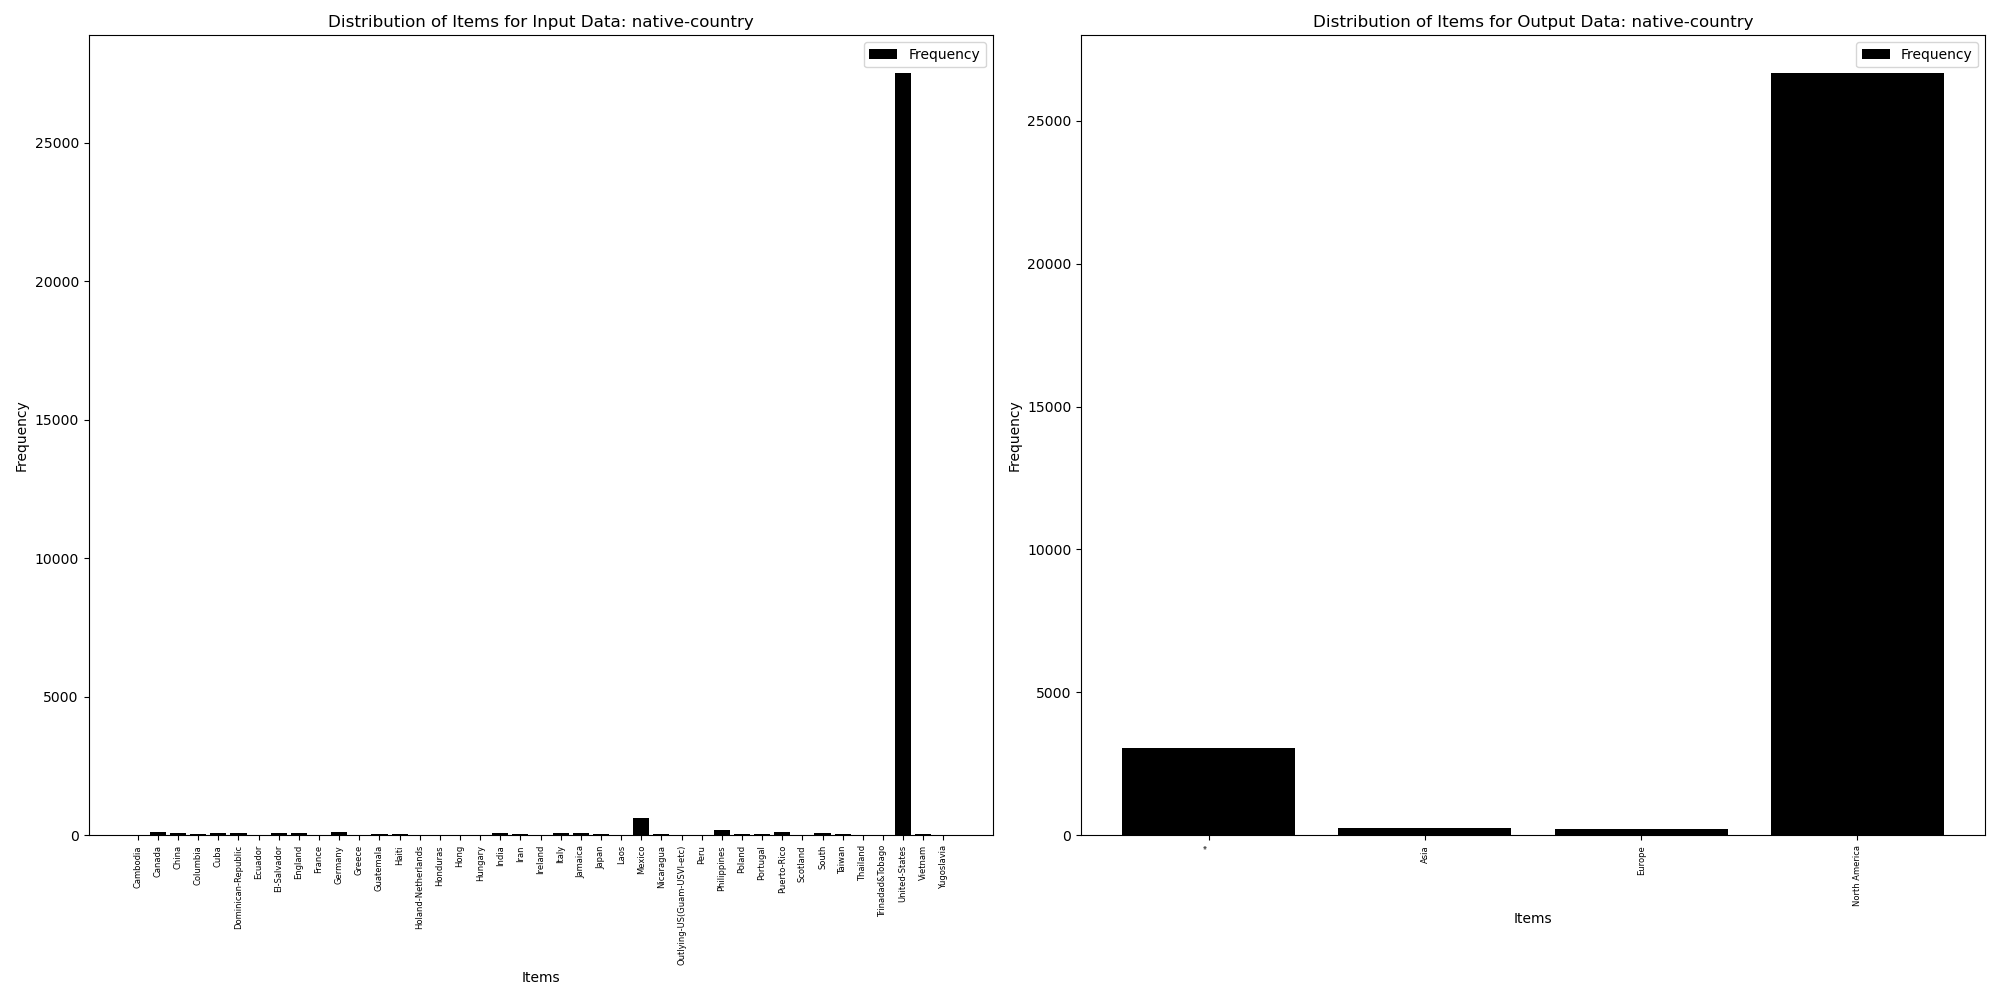 Distribution of Items for Input Data: native-country
Frequency
25000
20000
15000
10000
5000
0
Frequency
Cambodia
Canada
China
Columbia
Cuba
Dominican-Republic
Ecuador
El-Salvador
England
France
Germany
Greece
Guatemala
Haiti
Holand-Netherlands
Honduras
Hong
Hungary
India
Iran
Ireland
Italy
Jamaica
Japan
Laos
Mexico
Nicaragua
Outlying-US(Guam-USVI-etc)
Peru
Philippines
Poland
Portugal
Puerto-Rico
Scotland
South
Taiwan
Thailand
Trinadad&Tobago
United-States
Vietnam
Yugoslavia
Items
Distribution of Items for Output Data: native-country
Frequency
25000
20000
15000
10000
5000
0
Frequency
*
Asia
Europe
North America
Items